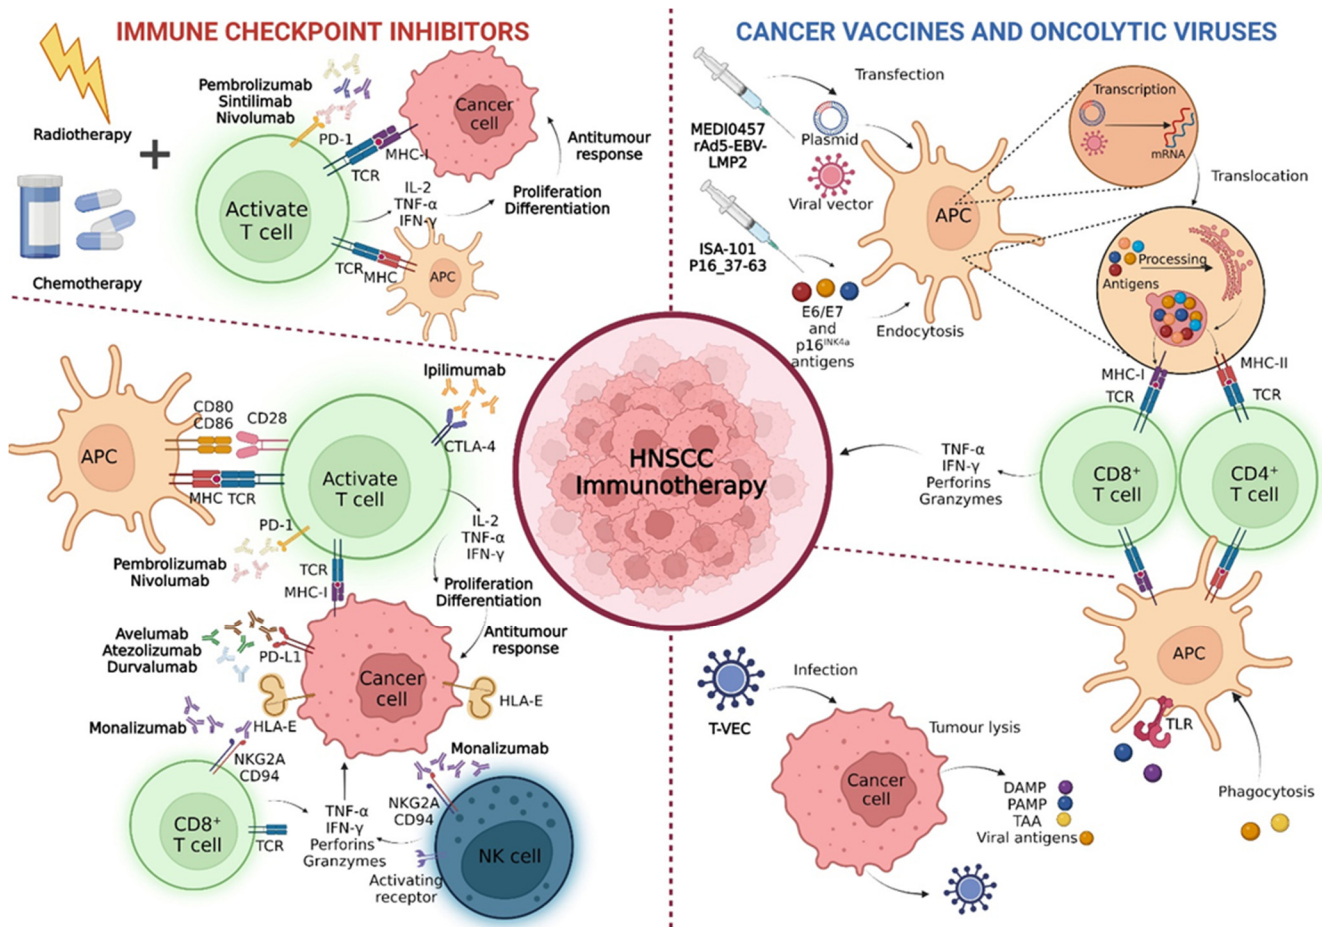 IMMUNE CHECKPOINT INHIBITORS
Radiotherapy
+
Chemotherapy
Pembrolizumab
Sintilimab
Nivolumab
PD-1
TCR
MHC-I
Cancer
cell
Antitumour
response
Activate
T cell
IL-2
TNF-α
IFN-γ
Proliferation
Differentiation
TCR
MHC
APC
APC
CD80
CD86
CD28
MHC
TCR
Ipilimumab
CTLA-4
Activate
T cell
PD-1
Pembrolizumab
Nivolumab
TCR
MHC-I
IL-2
TNF-α
IFN-γ
Proliferation
Differentiation
Antitumour
response
Avelumab
Atezolizumab
Durvalumab
PD-L1
Cancer
cell
HLA-E
HLA-E
Monalizumab
NKG2A
CD94
CD8⁺
T cell
TCR
TNF-α
IFN-γ
Perforins
Granzymes
Monalizumab
NKG2A
CD94
Activating
receptor
NK cell
HNSCC
Immunotherapy
CANCER VACCINES AND ONCOLYTIC VIRUSES
MEDI0457
rAd5-EBV-
LMP2
Transfection
Plasmid
Viral vector
ISA-101
P16_37-63
E6/E7
and
p16ᴵᴺᴷ⁴ᵃ
antigens
Endocytosis
APC
Transcription
mRNA
Translocation
Processing
Antigens
MHC-I
TCR
MHC-II
TCR
CD8⁺
T cell
CD4⁺
T cell
TNF-α
IFN-γ
Perforins
Granzymes
APC
TLR
Phagocytosis
T-VEC
Infection
Cancer
cell
Tumour lysis
DAMP
PAMP
TAA
Viral antigens